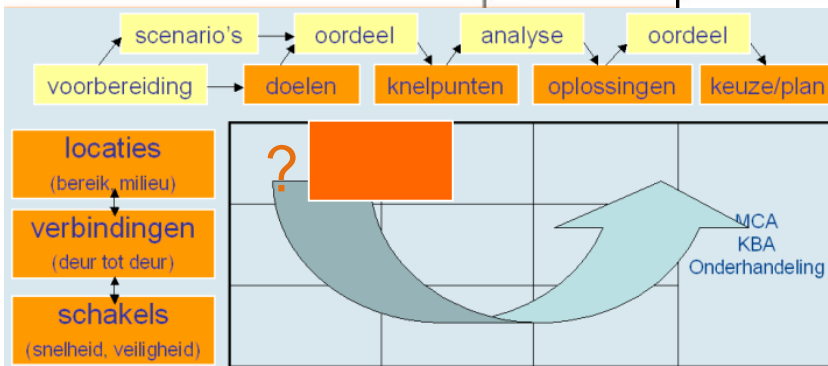 scenario's
oordeel
analyse
oordeel
voorbereiding
doelen
knelpunten
oplossingen
keuze/plan
locaties
(bereik, milieu)
?
verbindingen
(deur tot deur)
MCA
KBA
Onderhandeling
schakels
(snelheid, veiligheid)